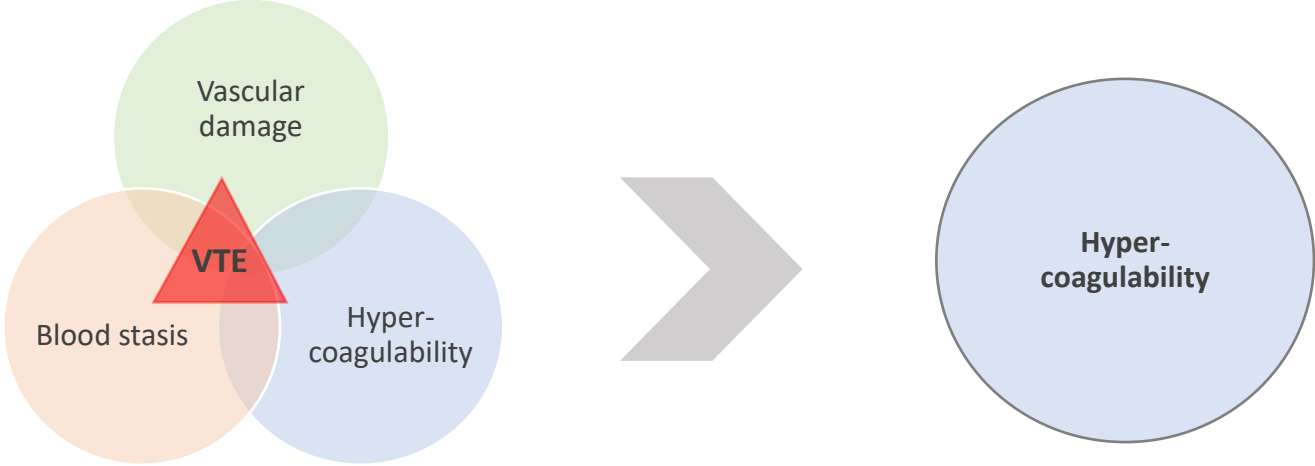 Vascular
damage
VTE
Blood stasis
Hyper-
coagulability
Hyper-
coagulability